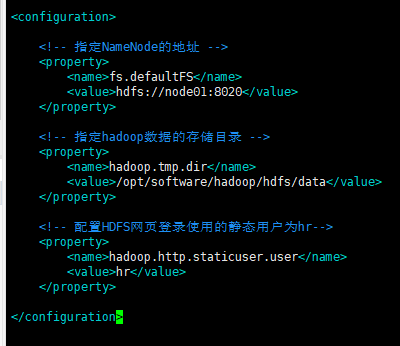 <configuration>
<!-- 指定NameNode的地址 -->
<property>
<name>fs.defaultFS</name>
<value>hdfs://node01:8020</value>
</property>
<!-- 指定hadoop数据的存储目录 -->
<property>
<name>hadoop.tmp.dir</name>
<value>/opt/software/hadoop/hdfs/data</value>
</property>
<!-- 配置HDFS网页登录使用的静态用户为hr-->
<property>
<name>hadoop.http.staticuser.user</name>
<value>hr</value>
</property>
</configuration>